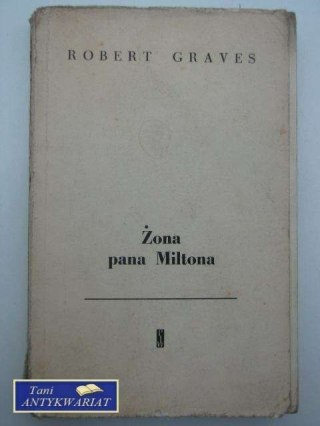 ROBERT GRAVES
Żona
pana Miltona
Tani
ANTYKWARIAT